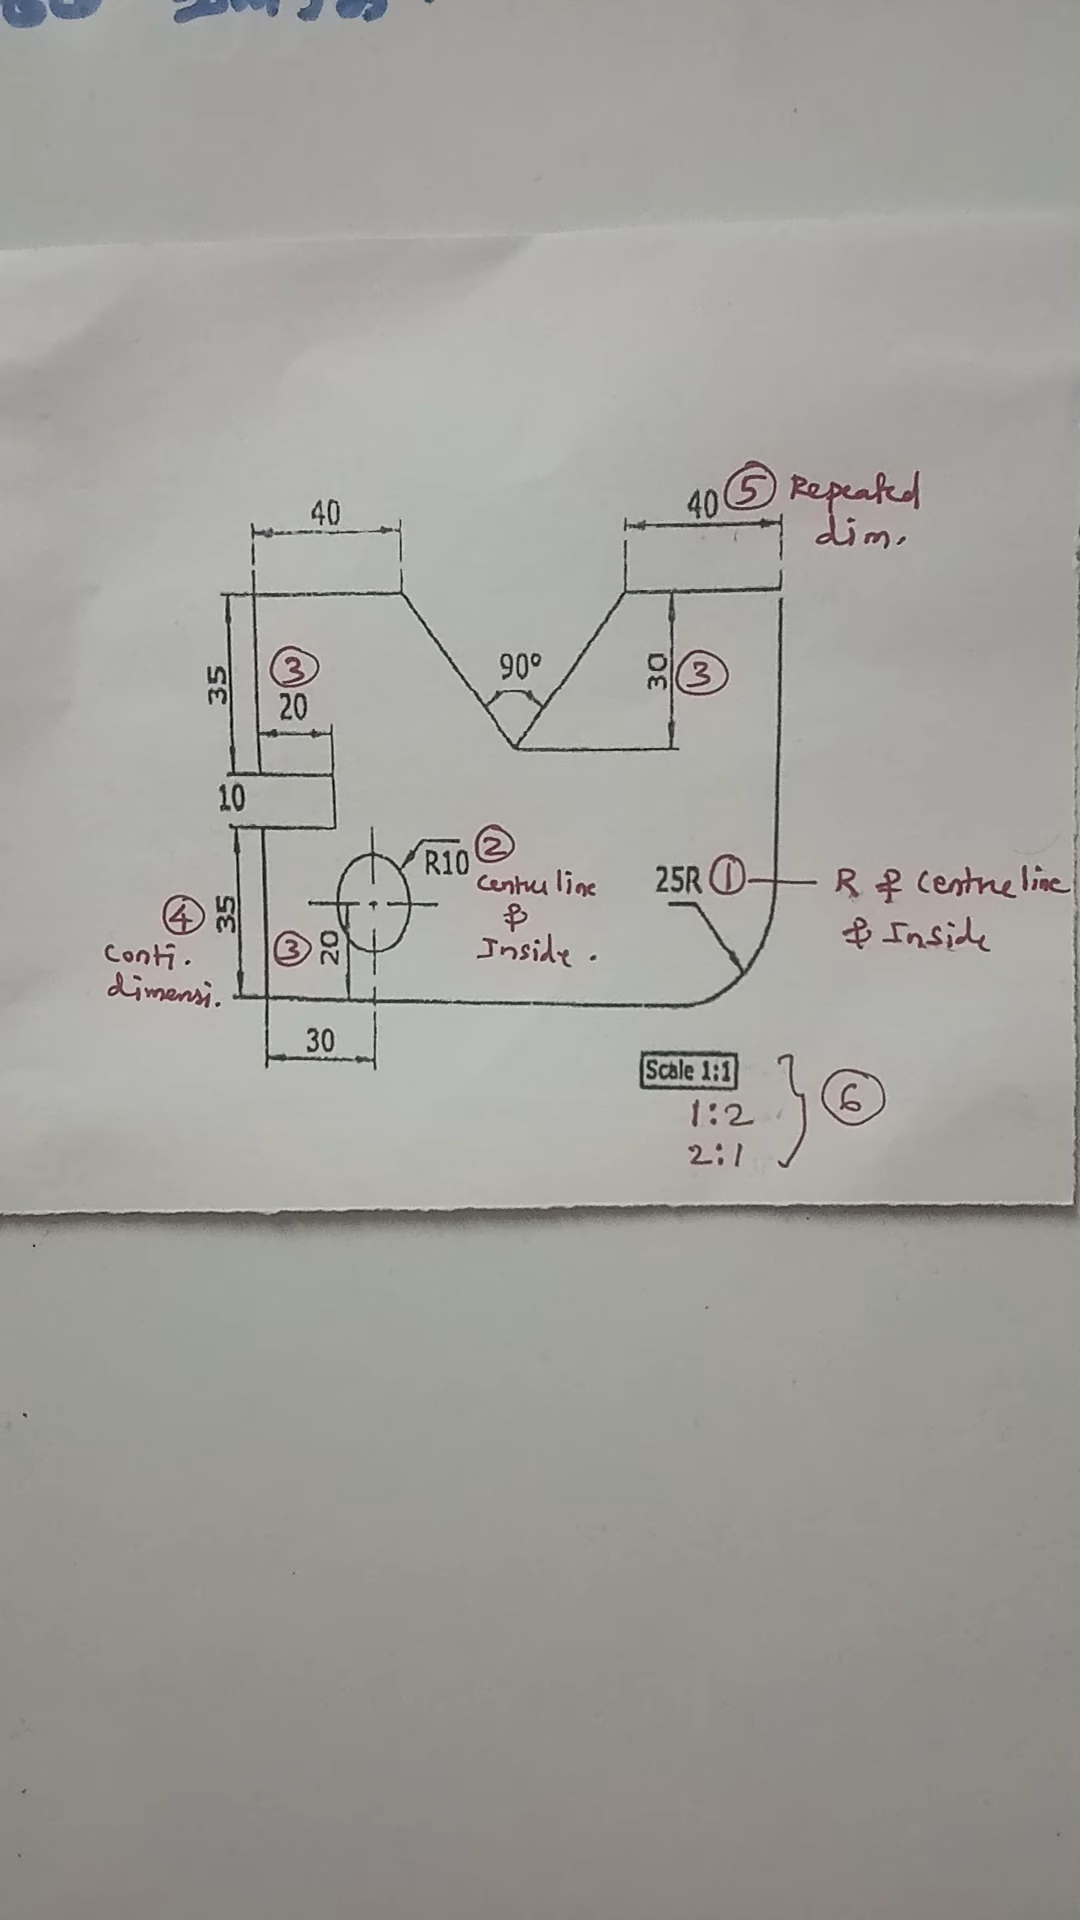 40
40 ⑤ Repeated
dim.
35
③
20
90°
30
③
10
R10 ②
Centre line
&
Inside.
25R ① R & Centre line
& Inside
④
Conti.
dimensi.
35
③
20
30
Scale 1:1
1:2
2:1
⑥